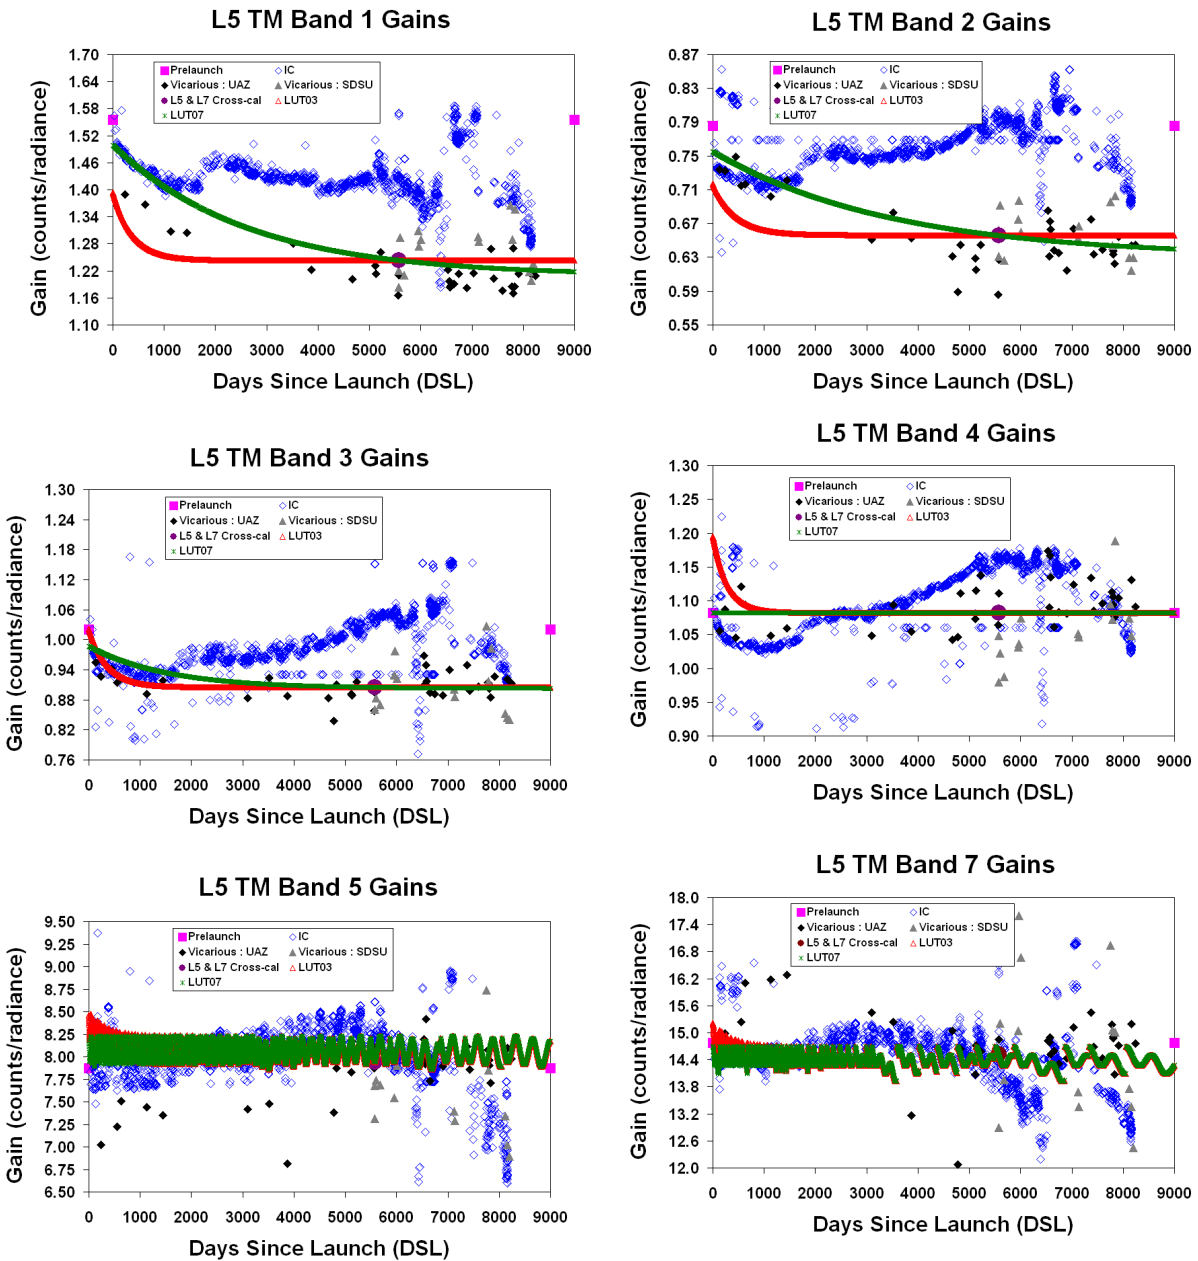 L5 TM Band 1 Gains
Gain (counts/radiance)
1.70
1.64
1.58
1.52
1.46
1.40
1.34
1.28
1.22
1.16
1.10
Prelaunch IC
Vicarious : UAZ Vicarious : SDSU
L5 & L7 Cross-cal LUT03
LUT07
0 1000 2000 3000 4000 5000 6000 7000 8000 9000
Days Since Launch (DSL)
L5 TM Band 2 Gains
Gain (counts/radiance)
0.87
0.83
0.79
0.75
0.71
0.67
0.63
0.59
0.55
Prelaunch IC
Vicarious : UAZ Vicarious : SDSU
L5 & L7 Cross-cal LUT03
LUT07
0 1000 2000 3000 4000 5000 6000 7000 8000 9000
Days Since Launch (DSL)
L5 TM Band 3 Gains
Gain (counts/radiance)
1.30
1.24
1.18
1.12
1.06
1.00
0.94
0.88
0.82
0.76
Prelaunch IC
Vicarious : UAZ Vicarious : SDSU
L5 & L7 Cross-cal LUT03
LUT07
0 1000 2000 3000 4000 5000 6000 7000 8000 9000
Days Since Launch (DSL)
L5 TM Band 4 Gains
Gain (counts/radiance)
1.30
1.25
1.20
1.15
1.10
1.05
1.00
0.95
0.90
Prelaunch IC
Vicarious : UAZ Vicarious : SDSU
L5 & L7 Cross-cal LUT03
LUT07
0 1000 2000 3000 4000 5000 6000 7000 8000 9000
Days Since Launch (DSL)
L5 TM Band 5 Gains
Gain (counts/radiance)
9.50
9.25
9.00
8.75
8.50
8.25
8.00
7.75
7.50
7.25
7.00
6.75
6.50
Prelaunch IC
Vicarious : UAZ Vicarious : SDSU
L5 & L7 Cross-cal LUT03
LUT07
0 1000 2000 3000 4000 5000 6000 7000 8000 9000
Days Since Launch (DSL)
L5 TM Band 7 Gains
Gain (counts/radiance)
18.0
17.4
16.8
16.2
15.6
15.0
14.4
13.8
13.2
12.6
12.0
Prelaunch IC
Vicarious : UAZ Vicarious : SDSU
L5 & L7 Cross-cal LUT03
LUT07
0 1000 2000 3000 4000 5000 6000 7000 8000 9000
Days Since Launch (DSL)